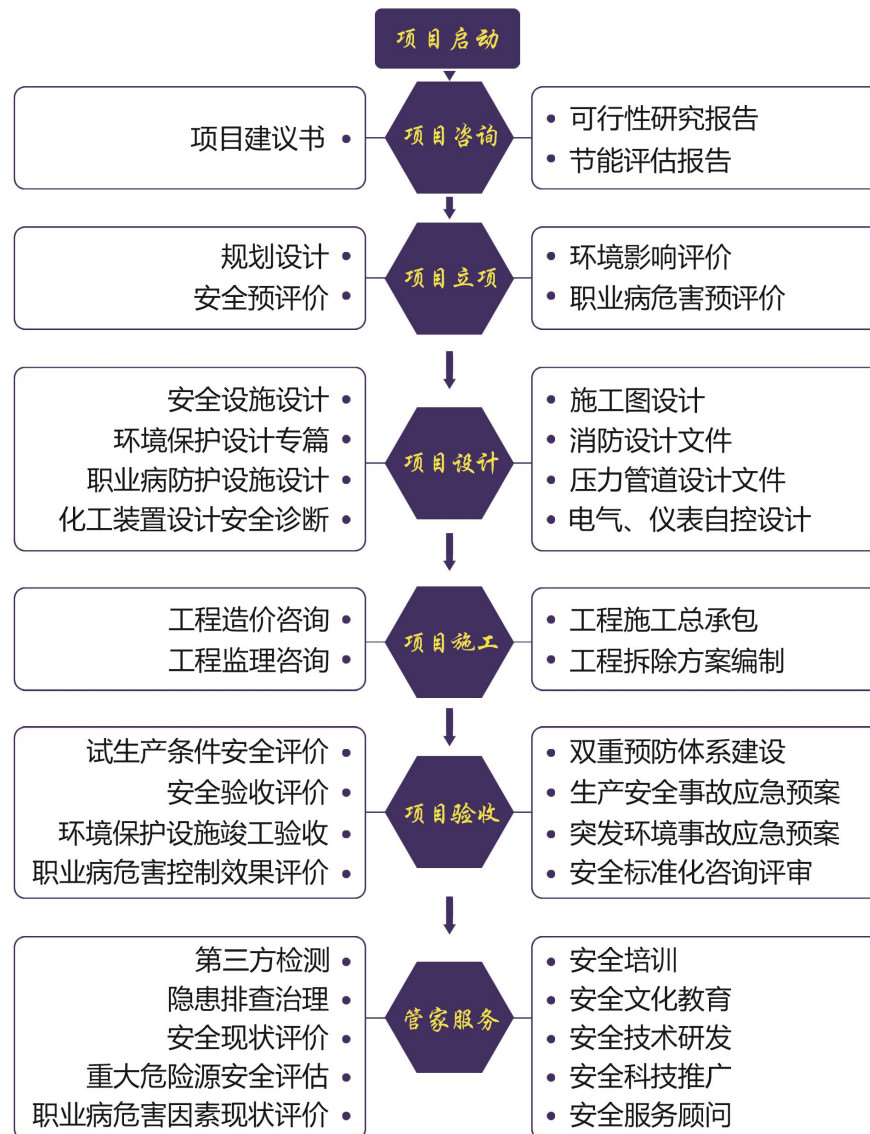 项目启动
项目建议书
项目咨询
可行性研究报告
节能评估报告
规划设计
安全预评价
项目立项
环境影响评价
职业病危害预评价
安全设施设计
环境保护设计专篇
职业病防护设施设计
化工装置设计安全诊断
项目设计
施工图设计
消防设计文件
压力管道设计文件
电气、仪表自控设计
工程造价咨询
工程监理咨询
项目施工
工程施工总承包
工程拆除方案编制
试生产条件安全评价
安全验收评价
环境保护设施竣工验收
职业病危害控制效果评价
项目验收
双重预防体系建设
生产安全事故应急预案
突发环境事故应急预案
安全标准化咨询评审
第三方检测
隐患排查治理
安全现状评价
重大危险源安全评估
职业病危害因素现状评价
管家服务
安全培训
安全文化教育
安全技术研发
安全科技推广
安全服务顾问